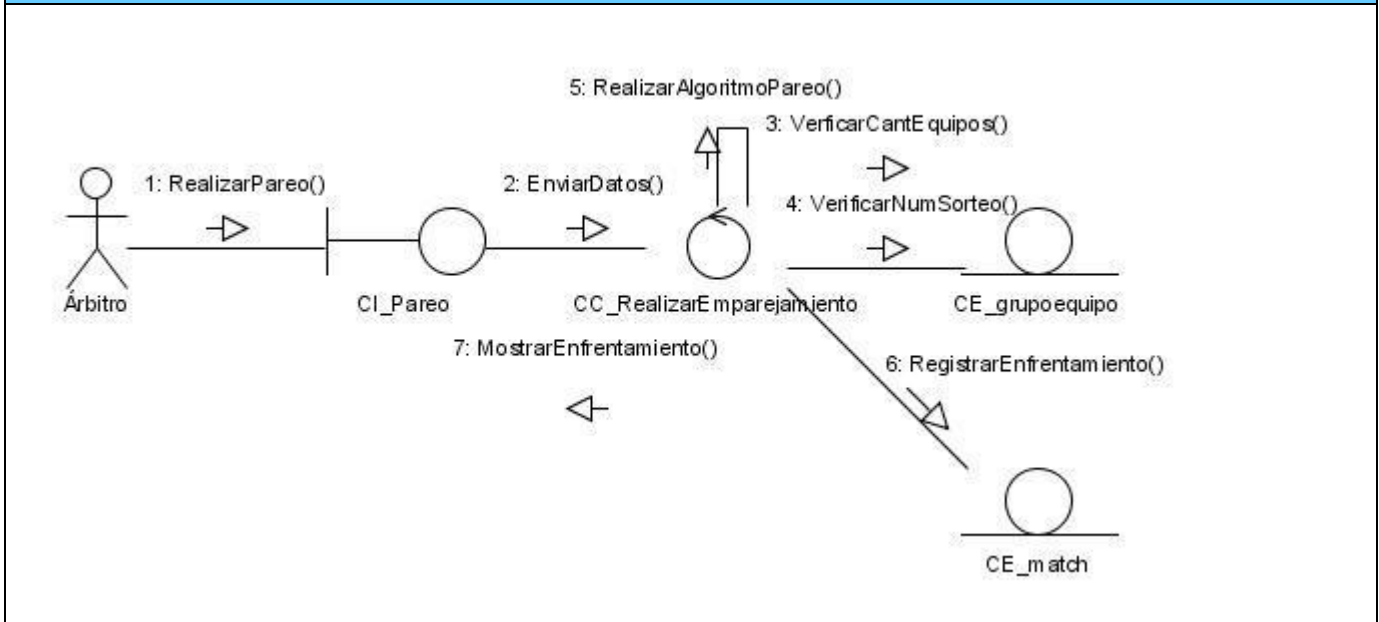 5: RealizarAlgoritmoPareo()
3: VerficarCantEquipos()
1: RealizarPareo()
2: EnviarDatos()
4: VerificarNumSorteo()
Árbitro
CI_Pareo
CC_RealizarEmparejamiento
CE_grupoequipo
7: MostrarEnfrentamiento()
6: RegistrarEnfrentamiento()
CE_match